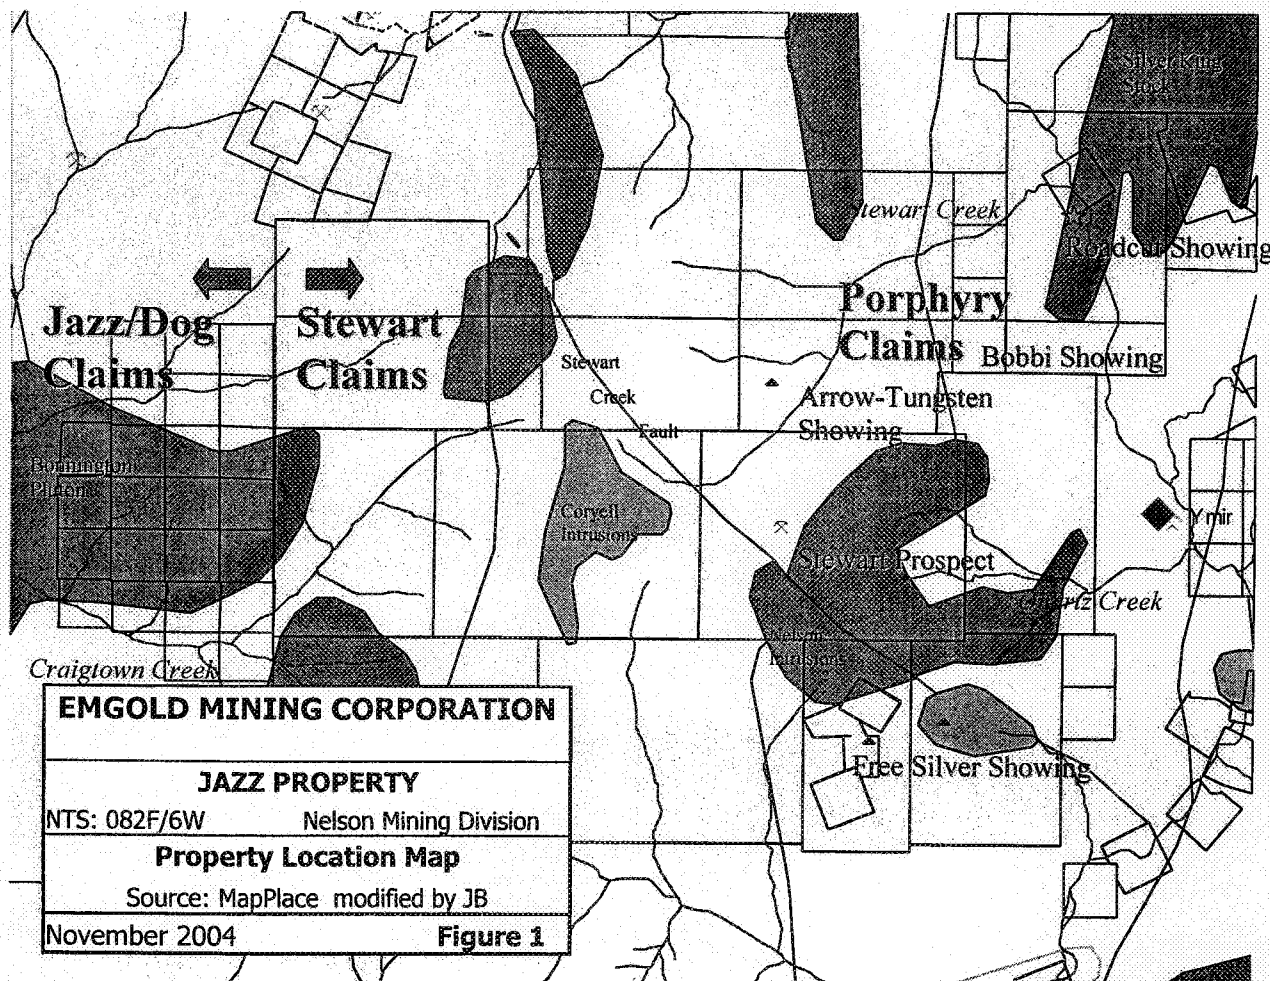 Silver King
Stock
Stewart Creek
Roadcut Showing
Jazz/Dog
Claims
Stewart
Claims
Porphyry
Claims
Bobbi Showing
Stewart
Creek
Fault
Arrow-Tungsten
Showing
Bonnington
Pluton
Coryell
Intrusions
Ymir
Stewart Prospect
Quartz Creek
Nelson
Intrusions
Craigtown Creek
Free Silver Showing
EMGOLD MINING CORPORATION
JAZZ PROPERTY
NTS: 082F/6W Nelson Mining Division
Property Location Map
Source: MapPlace modified by JB
November 2004 Figure 1